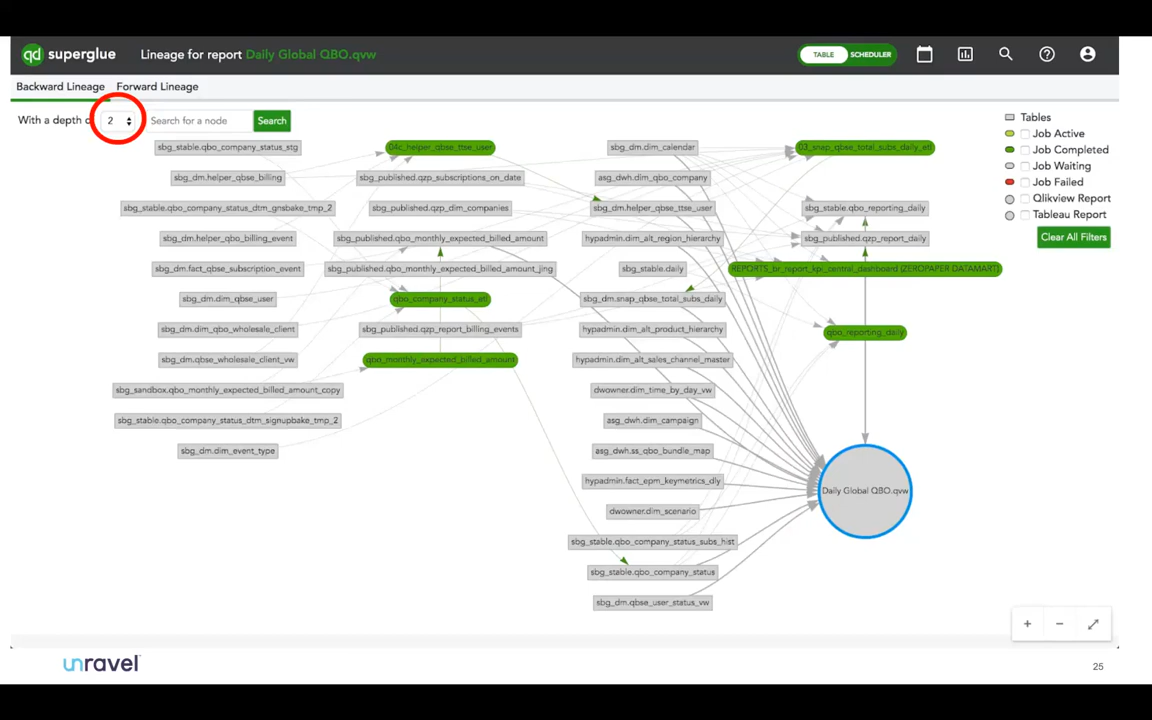 qd superglue
Lineage for report Daily Global QBO.qvw
TABLE SCHEDULER
Backward Lineage Forward Lineage
With a depth o 2 Search for a node Search
sbg_stable.qbo_company_status_stg
sbg_dm.helper_qbse_billing
sbg_stable.qbo_company_status_dtm_gnsbake_tmp_2
sbg_dm.helper_qbo_billing_event
sbg_dm.fact_qbse_subscription_event
sbg_dm.dim_qbse_user
sbg_dm.dim_qbo_wholesale_client
sbg_dm.qbse_wholesale_client_vw
sbg_sandbox.qbo_monthly_expected_billed_amount_copy
sbg_stable.qbo_company_status_dtm_signupbake_tmp_2
sbg_dm.dim_event_type
04c_helper_qbse_ttse_user
sbg_published.qzp_subscriptions_on_date
sbg_published.qzp_dim_companies
sbg_published.qbo_monthly_expected_billed_amount
sbg_published.qbo_monthly_expected_billed_amount_jing
qbo_company_status_etl
sbg_published.qzp_report_billing_events
qbo_monthly_expected_billed_amount
sbg_dm.dim_calendar
asg_dwh.dim_qbo_company
sbg_dm.helper_qbse_ttse_user
hypadmin.dim_alt_region_hierarchy
sbg_stable.daily
sbg_dm.snap_qbse_total_subs_daily
hypadmin.dim_alt_product_hierarchy
hypadmin.dim_alt_sales_channel_master
dwowner.dim_time_by_day_vw
asg_dwh.dim_campaign
asg_dwh.ss_qbo_bundle_map
hypadmin.fact_epm_keymetrics_dly
dwowner.dim_scenario
sbg_stable.qbo_company_status_subs_hist
sbg_stable.qbo_company_status
sbg_dm.qbse_user_status_vw
03_snap_qbse_total_subs_daily_etl
sbg_stable.qbo_reporting_daily
sbg_published.qzp_report_daily
REPORTS_br_report_kpi_central_dashboard (ZEROPAPER DATAMART)
qbo_reporting_daily
Daily Global QBO.qvw
Tables
Job Active
Job Completed
Job Waiting
Job Failed
Qlikview Report
Tableau Report
Clear All Filters
unravel
25